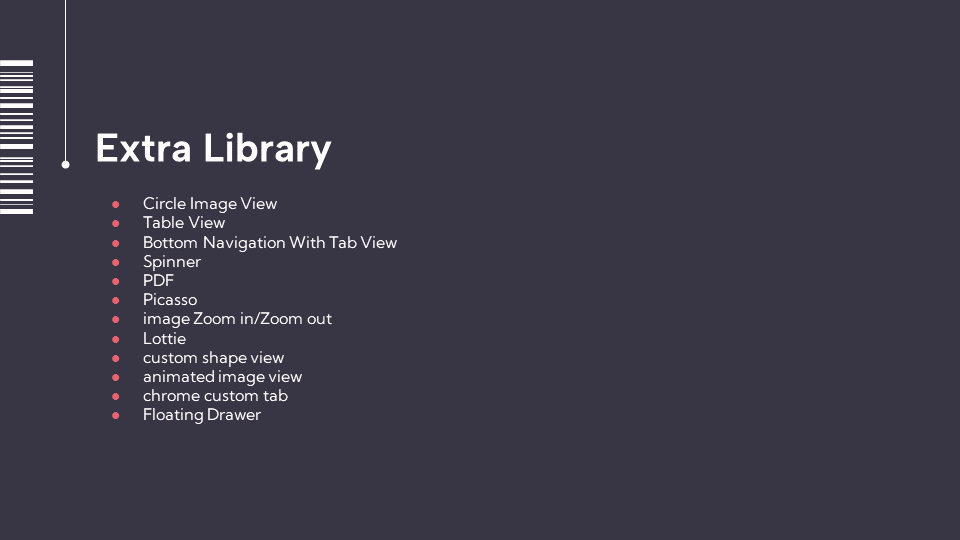 Extra Library
● Circle Image View
● Table View
● Bottom Navigation With Tab View
● Spinner
● PDF
● Picasso
● image Zoom in/Zoom out
● Lottie
● custom shape view
● animated image view
● chrome custom tab
● Floating Drawer